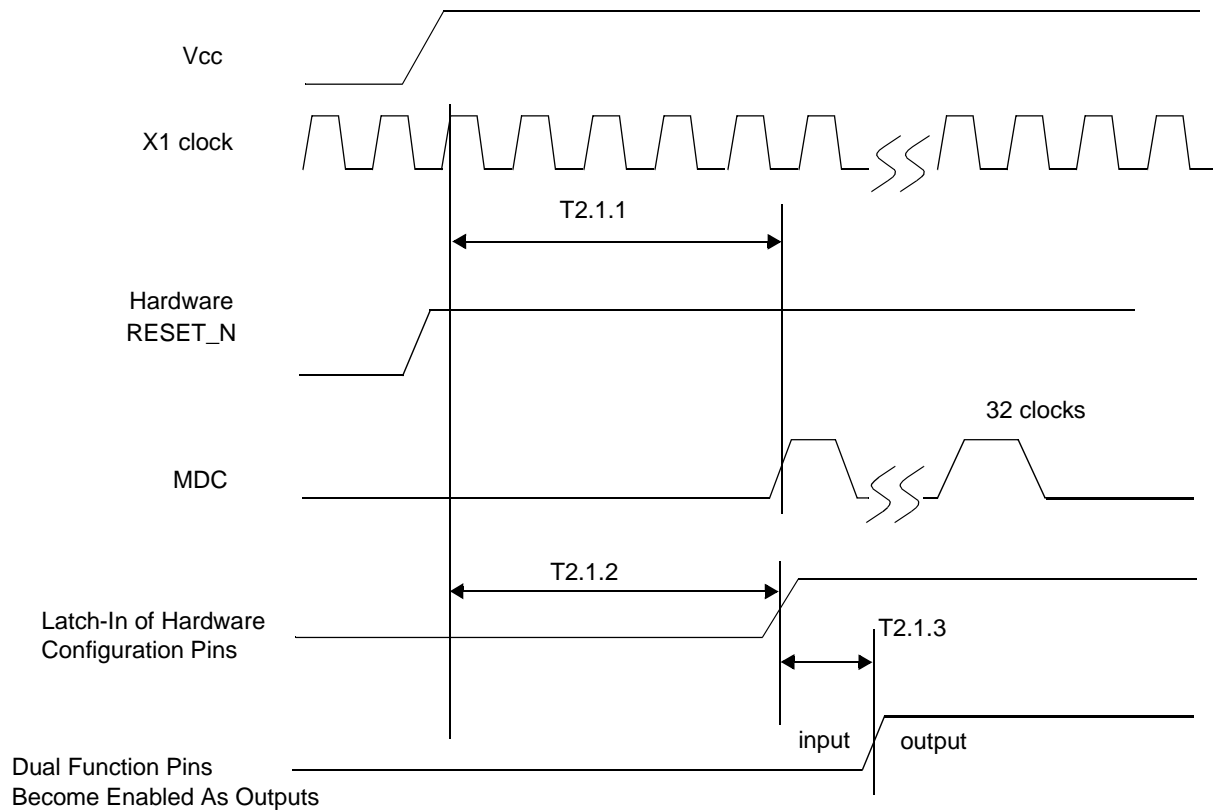 Vcc
X1 clock
T2.1.1
Hardware
RESET_N
32 clocks
MDC
T2.1.2
Latch-In of Hardware
Configuration Pins
T2.1.3
input
output
Dual Function Pins
Become Enabled As Outputs